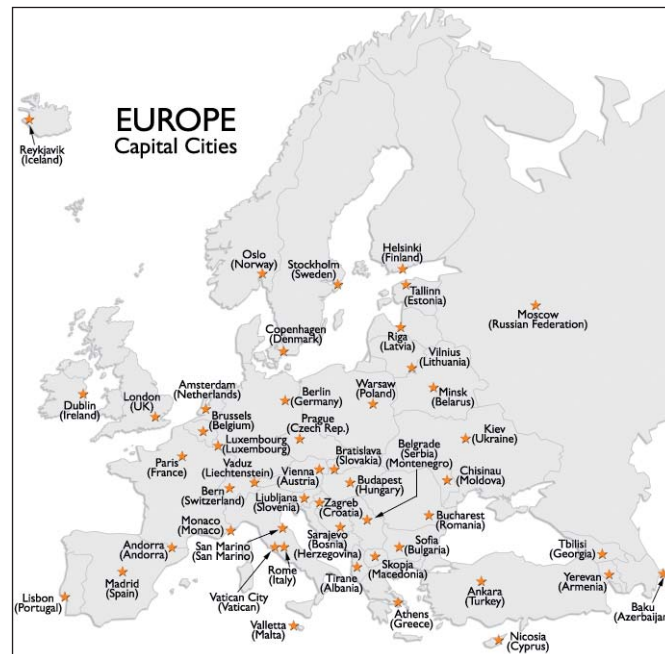 EUROPE
Capital Cities
Reykjavik
(Iceland)
Oslo
(Norway)
Stockholm
(Sweden)
Helsinki
(Finland)
Tallinn
(Estonia)
Moscow
(Russian Federation)
Copenhagen
(Denmark)
Riga
(Latvia)
Vilnius
(Lithuania)
Minsk
(Belarus)
Dublin
(Ireland)
London
(UK)
Amsterdam
(Netherlands)
Berlin
(Germany)
Warsaw
(Poland)
Brussels
(Belgium)
Prague
(Czech Rep.)
Luxembourg
(Luxembourg)
Kiev
(Ukraine)
Paris
(France)
Vaduz
(Liechtenstein)
Vienna
(Austria)
Bratislava
(Slovakia)
Belgrade
(Serbia)
(Montenegro)
Chisinau
(Moldova)
Bern
(Switzerland)
Ljubljana
(Slovenia)
Zagreb
(Croatia)
Budapest
(Hungary)
Bucharest
(Romania)
Monaco
(Monaco)
San Marino
(San Marino)
Sarajevo
(Bosnia
(Herzegovina)
Sofia
(Bulgaria)
Andorra
(Andorra)
Madrid
(Spain)
Lisbon
(Portugal)
Vatican City
(Vatican)
Rome
(Italy)
Tirane
(Albania)
Skopja
(Macedonia)
Tbilisi
(Georgia)
Yerevan
(Armenia)
Baku
(Azerbaijan)
Ankara
(Turkey)
Athens
(Greece)
Valletta
(Malta)
Nicosia
(Cyprus)